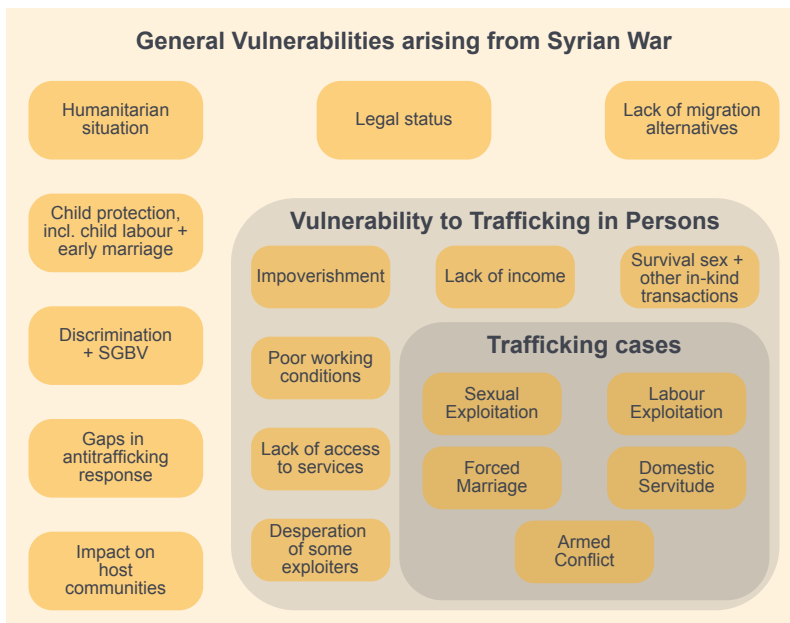 General Vulnerabilities arising from Syrian War
Humanitarian
situation
Legal status
Lack of migration
alternatives
Child protection,
incl. child labour +
early marriage
Discrimination
+ SGBV
Gaps in
antitrafficking
response
Impact on
host
communities
Vulnerability to Trafficking in Persons
Impoverishment
Lack of income
Survival sex +
other in-kind
transactions
Poor working
conditions
Lack of access
to services
Desperation
of some
exploiters
Trafficking cases
Sexual
Exploitation
Labour
Exploitation
Forced
Marriage
Domestic
Servitude
Armed
Conflict